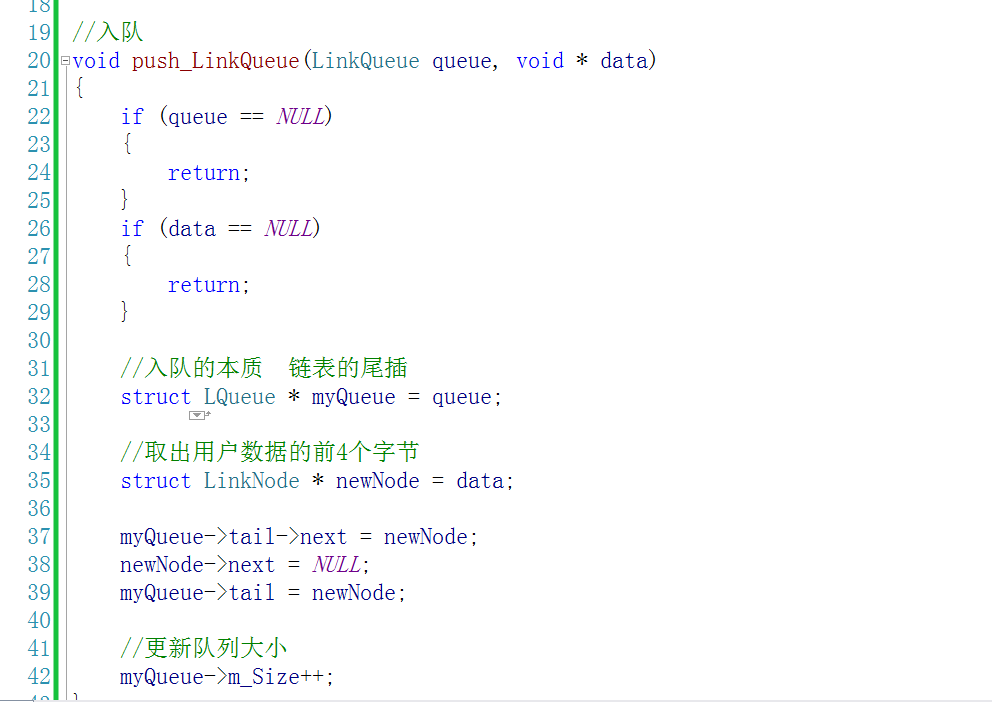 18
19 //入队
20 void push_LinkQueue(LinkQueue queue, void * data)
21 {
22     if (queue == NULL)
23     {
24         return;
25     }
26     if (data == NULL)
27     {
28         return;
29     }
30
31     //入队的本质  链表的尾插
32     struct LQueue * myQueue = queue;
33
34     //取出用户数据的前4个字节
35     struct LinkNode * newNode = data;
36
37     myQueue->tail->next = newNode;
38     newNode->next = NULL;
39     myQueue->tail = newNode;
40
41     //更新队列大小
42     myQueue->m_Size++;